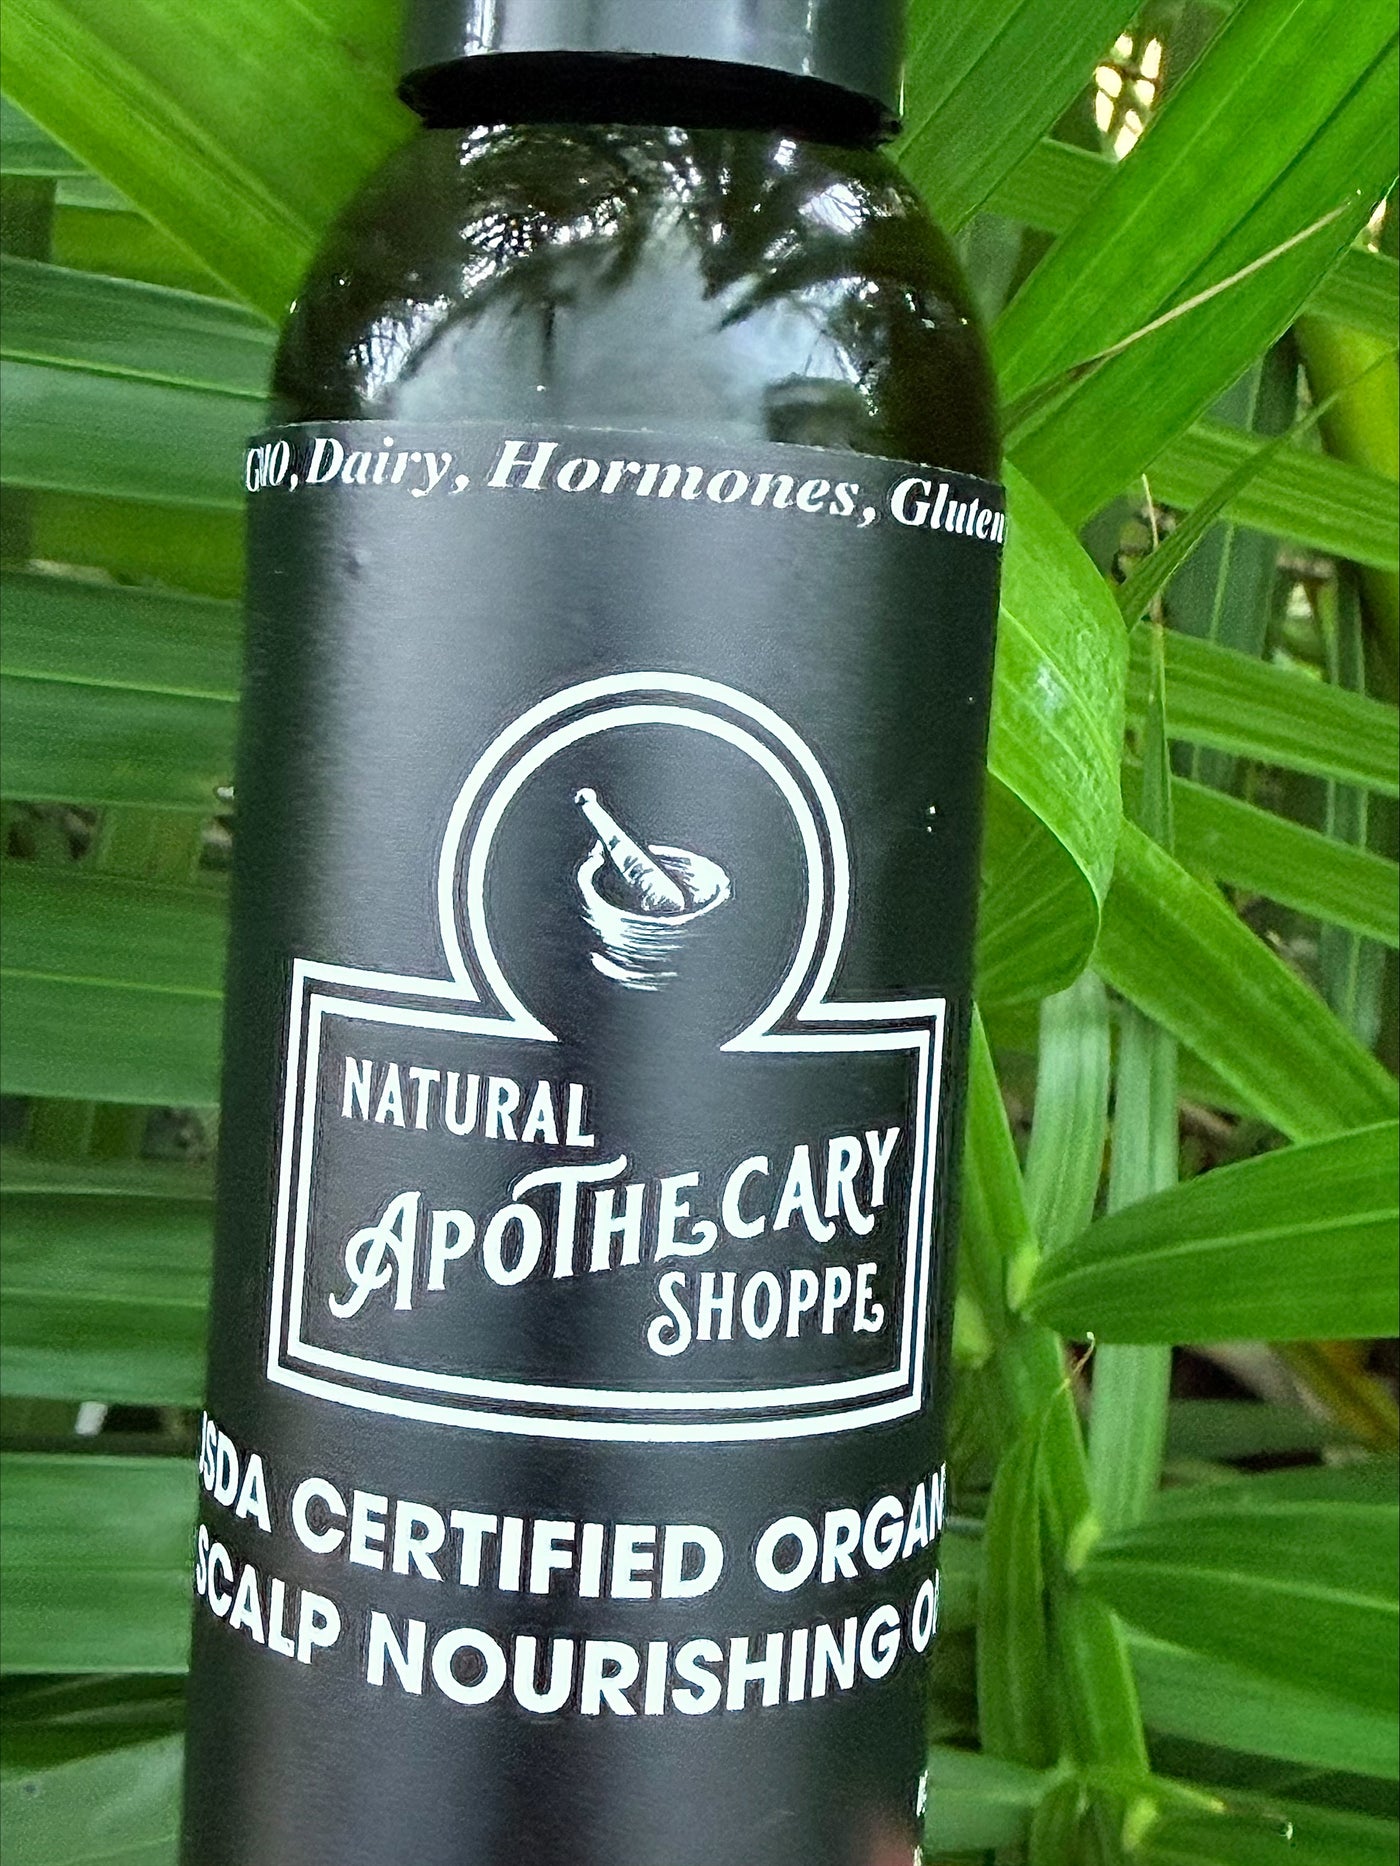 GMO, Dairy, Hormones, Gluten
NATURAL
APOTHECARY
SHOPPE
USDA CERTIFIED ORGAN
SCALP NOURISHING O